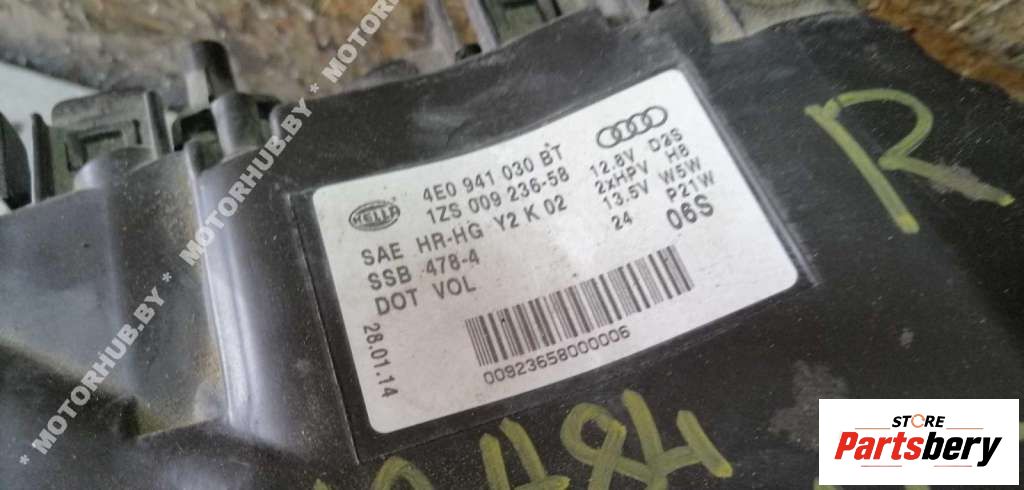 * MOTORHUB.BY * MOTORHUB.BY * MOTORHUB.BY *
R
HELLA
4E0 941 030 BT
1ZS 009 236-58
SAE HR-HG Y2 K 02
SSB 478-4
DOT VOL
12.8V D2S
2xHPV H8
13.5V W5W
24 P21W
06S
28.01.14
00923658000006
484
STORE
Partsbery